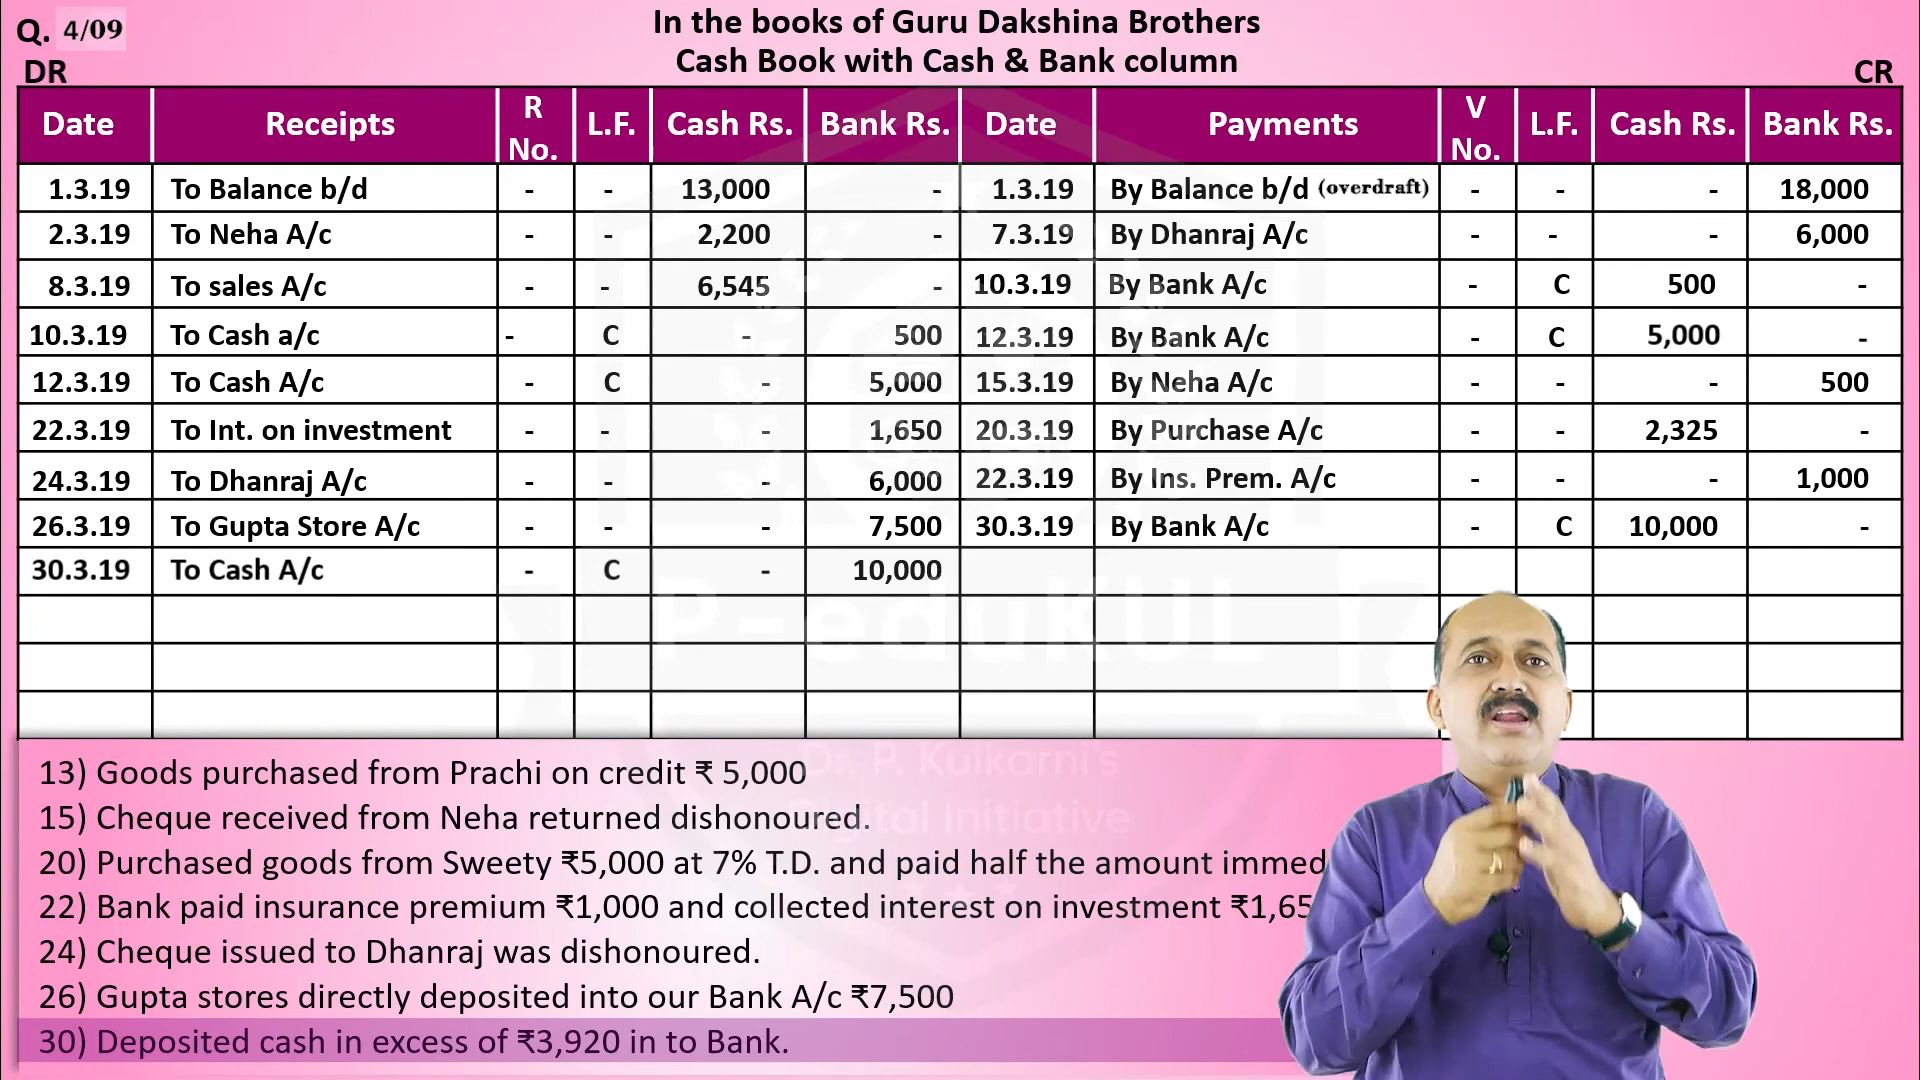 Q. 4/09
In the books of Guru Dakshina Brothers
Cash Book with Cash & Bank column
DR CR
Date Receipts R No. L.F. Cash Rs. Bank Rs. Date Payments V No. L.F. Cash Rs. Bank Rs.
1.3.19 To Balance b/d - - 13,000 - 1.3.19 By Balance b/d (overdraft) - - - 18,000
2.3.19 To Neha A/c - - 2,200 - 7.3.19 By Dhanraj A/c - - - 6,000
8.3.19 To sales A/c - - 6,545 - 10.3.19 By Bank A/c - C 500 -
10.3.19 To Cash a/c - C - 500 12.3.19 By Bank A/c - C 5,000 -
12.3.19 To Cash A/c - C - 5,000 15.3.19 By Neha A/c - - - 500
22.3.19 To Int. on investment - - - 1,650 20.3.19 By Purchase A/c - - 2,325 -
24.3.19 To Dhanraj A/c - - - 6,000 22.3.19 By Ins. Prem. A/c - - - 1,000
26.3.19 To Gupta Store A/c - - - 7,500 30.3.19 By Bank A/c - C 10,000 -
30.3.19 To Cash A/c - C - 10,000
P-eduKUL
Dr. P. Kulkarni's
Digital Initiative
13) Goods purchased from Prachi on credit ₹ 5,000
15) Cheque received from Neha returned dishonoured.
20) Purchased goods from Sweety ₹5,000 at 7% T.D. and paid half the amount immed
22) Bank paid insurance premium ₹1,000 and collected interest on investment ₹1,65
24) Cheque issued to Dhanraj was dishonoured.
26) Gupta stores directly deposited into our Bank A/c ₹7,500
30) Deposited cash in excess of ₹3,920 in to Bank.